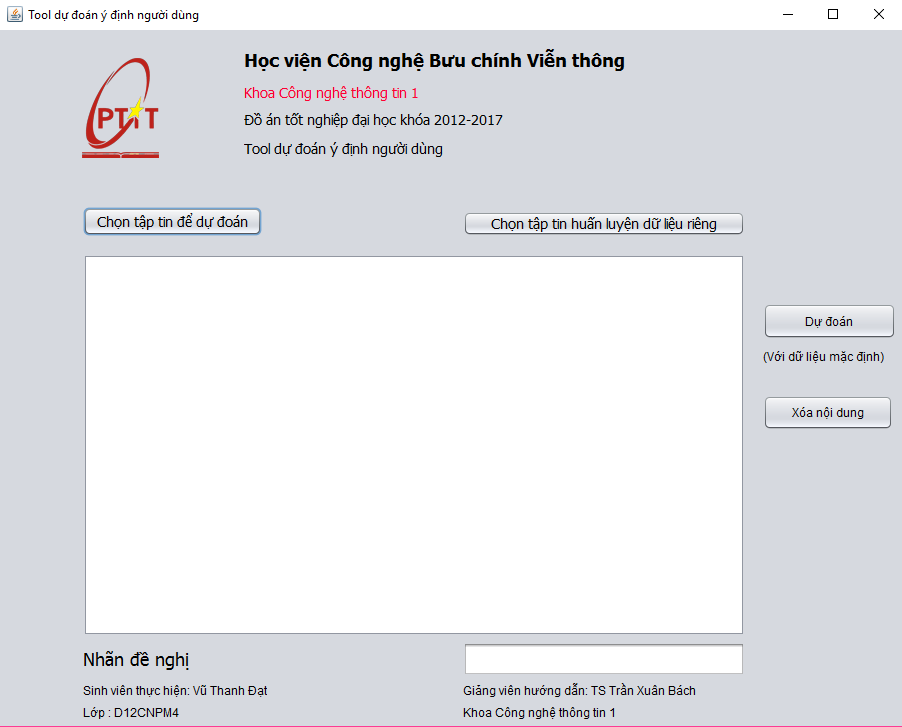 Tool dự đoán ý định người dùng
Học viện Công nghệ Bưu chính Viễn thông
PTIT
Khoa Công nghệ thông tin 1
Đồ án tốt nghiệp đại học khóa 2012-2017
Tool dự đoán ý định người dùng
Chọn tập tin để dự đoán
Chọn tập tin huấn luyện dữ liệu riêng
Dự đoán
(Với dữ liệu mặc định)
Xóa nội dung
Nhãn đề nghị
Sinh viên thực hiện: Vũ Thanh Đạt
Giảng viên hướng dẫn: TS Trần Xuân Bách
Lớp : D12CNPM4
Khoa Công nghệ thông tin 1